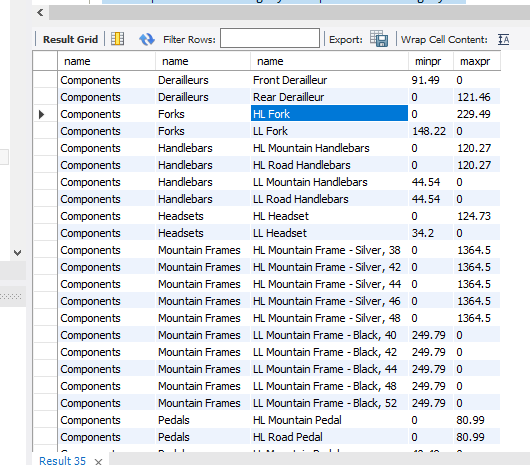 Result Grid Filter Rows: Export: Wrap Cell Content: IA
name name name minpr maxpr
Components Derailleurs Front Derailleur 91.49 0
Components Derailleurs Rear Derailleur 0 121.46
Components Forks HL Fork 0 229.49
Components Forks LL Fork 148.22 0
Components Handlebars HL Mountain Handlebars 0 120.27
Components Handlebars HL Road Handlebars 0 120.27
Components Handlebars LL Mountain Handlebars 44.54 0
Components Handlebars LL Road Handlebars 44.54 0
Components Headsets HL Headset 0 124.73
Components Headsets LL Headset 34.2 0
Components Mountain Frames HL Mountain Frame - Silver, 38 0 1364.5
Components Mountain Frames HL Mountain Frame - Silver, 42 0 1364.5
Components Mountain Frames HL Mountain Frame - Silver, 44 0 1364.5
Components Mountain Frames HL Mountain Frame - Silver, 46 0 1364.5
Components Mountain Frames HL Mountain Frame - Silver, 48 0 1364.5
Components Mountain Frames LL Mountain Frame - Black, 40 249.79 0
Components Mountain Frames LL Mountain Frame - Black, 42 249.79 0
Components Mountain Frames LL Mountain Frame - Black, 44 249.79 0
Components Mountain Frames LL Mountain Frame - Black, 48 249.79 0
Components Mountain Frames LL Mountain Frame - Black, 52 249.79 0
Components Pedals HL Mountain Pedal 0 80.99
Components Pedals HL Road Pedal 0 80.99
Result 35